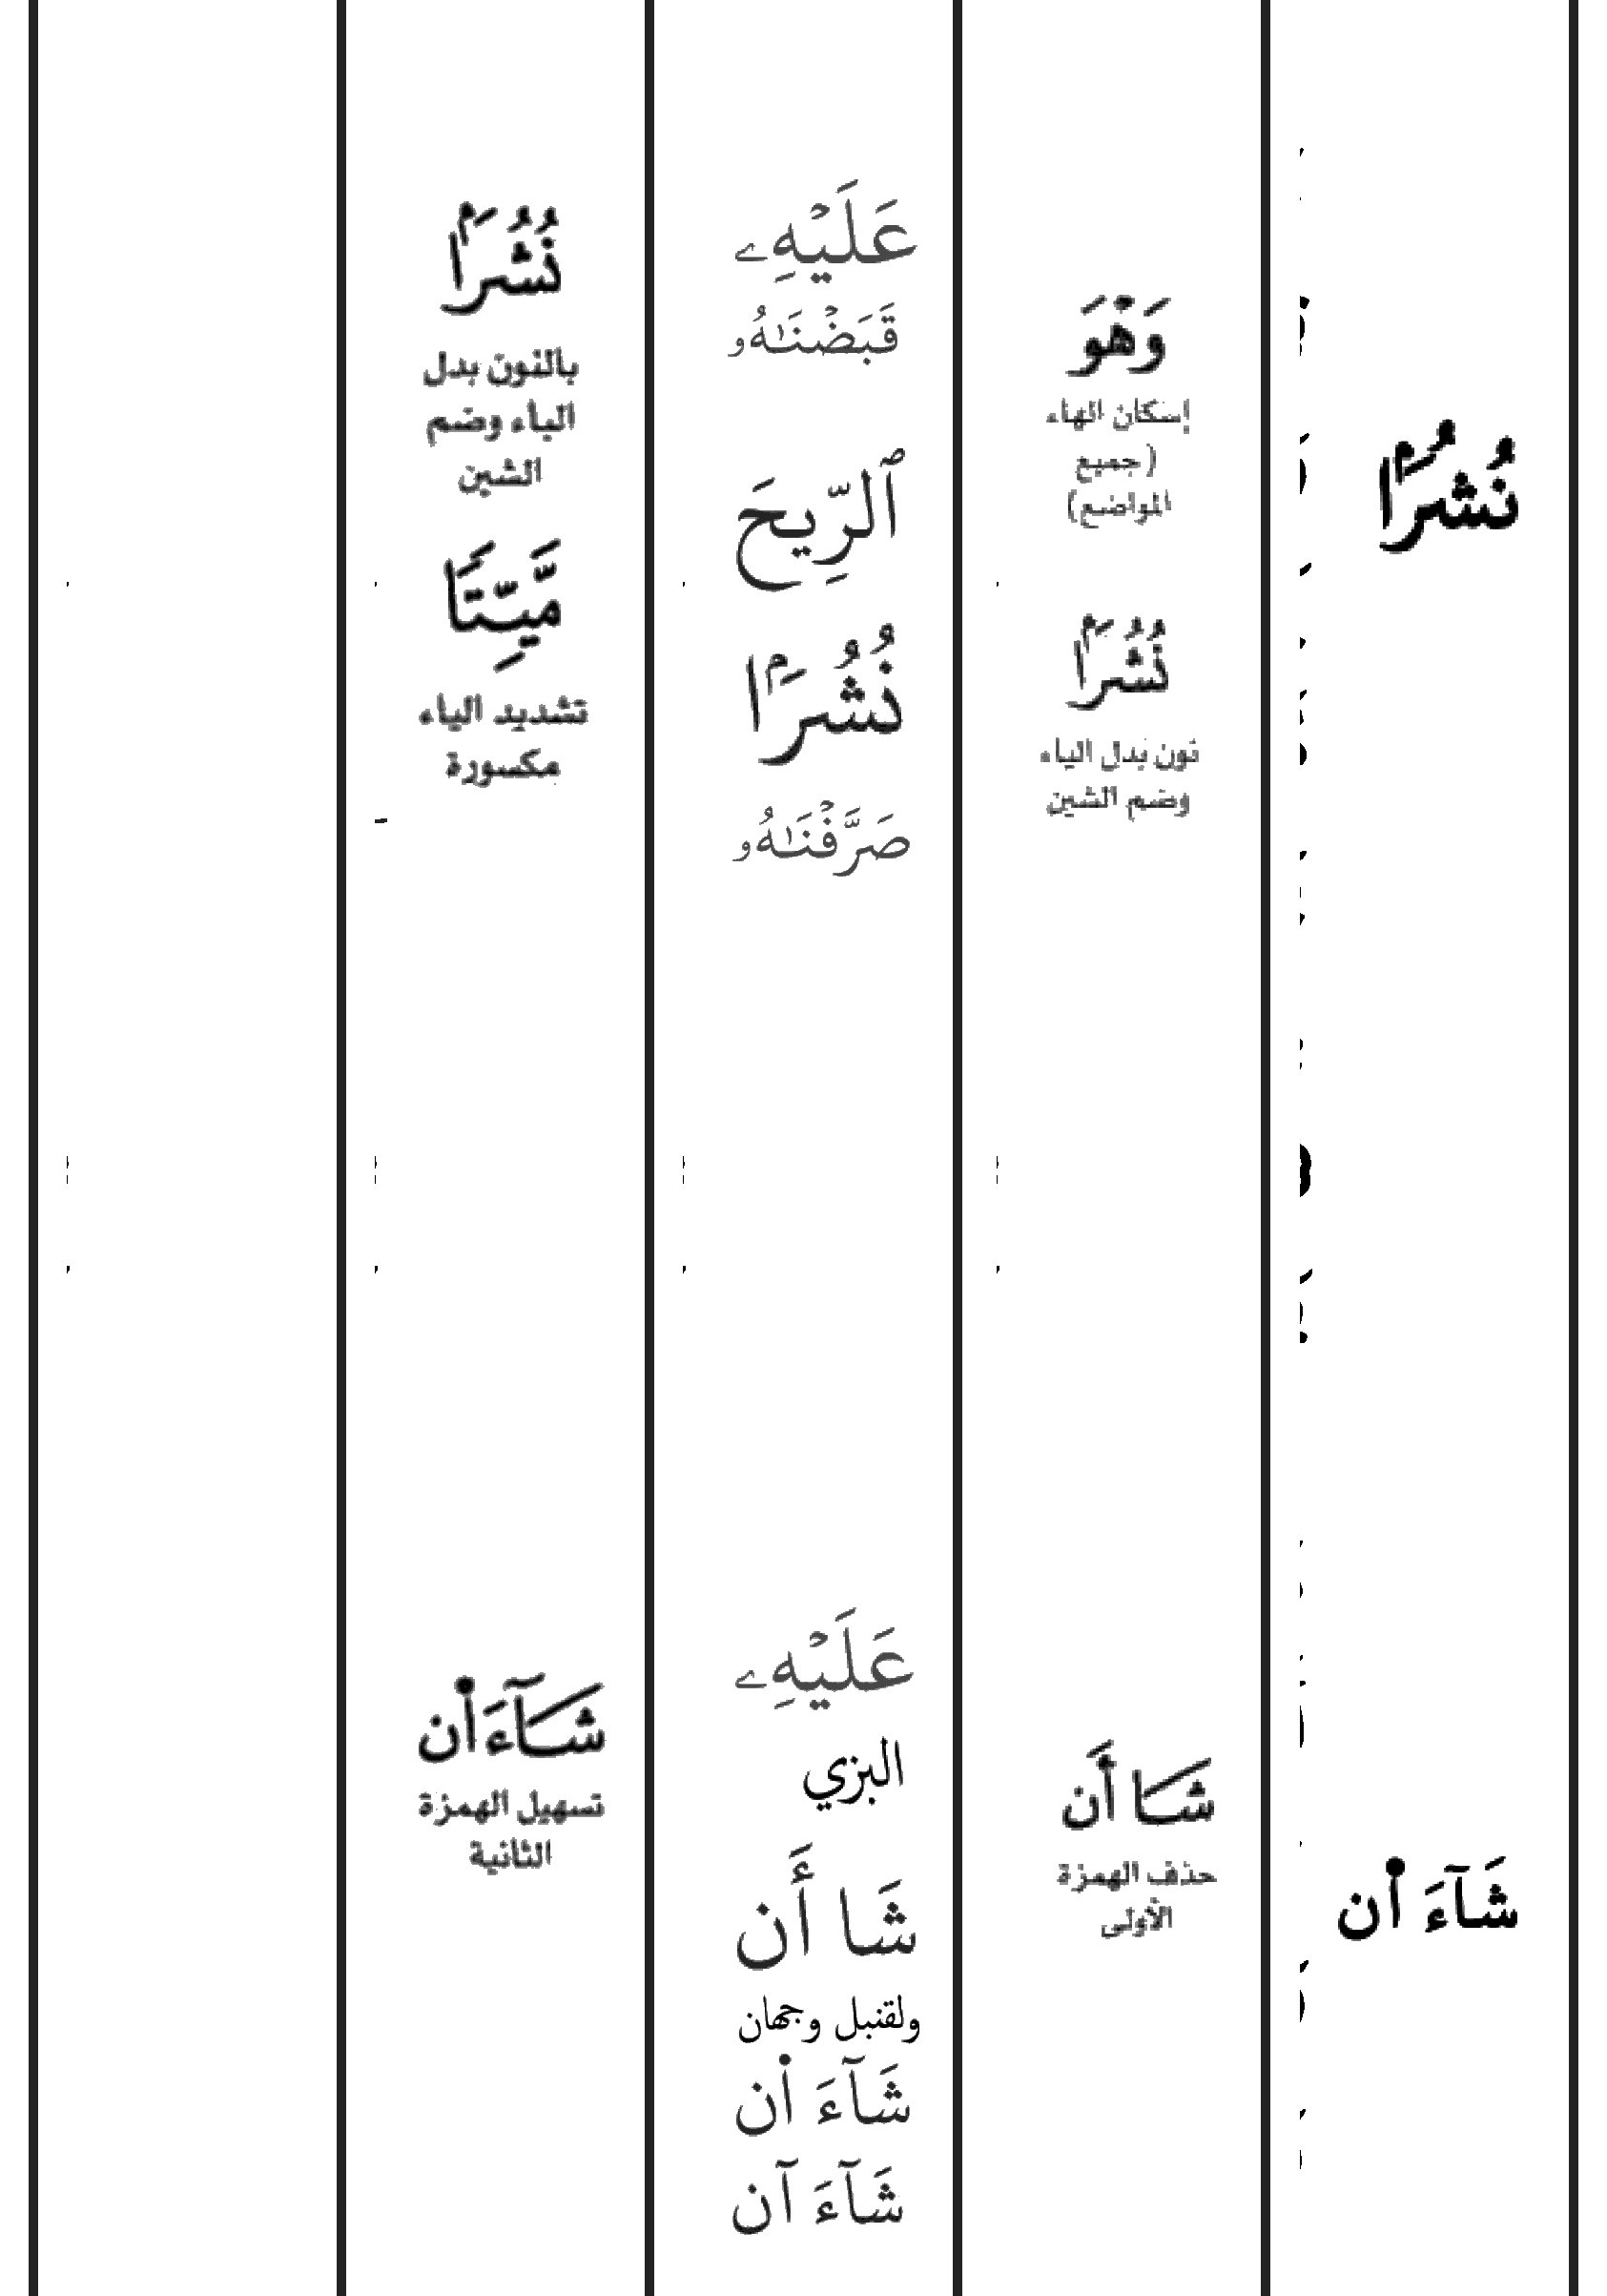 نُشُرَۢا
شَآءَ ا۬ن
وَهْوَ
إسكان الهاء
(جميع
المواضع)
نُشُرَۢا
نون بدل الياء
وضم الشين
شَا أَن
حذف الهمزة
الأولى
عَلَيْهِۦ
قَبَضْنَٰهُۥ
ٱلرِّيحَ
نُشُرَۢا
صَرَّفْنَٰهُۥ
عَلَيْهِۦ
البزي
شَا أَن
ولقنبل وجهان
شَآءَ ا۬ن
شَآءَ آن
نُشُرَۢا
بالنون بدل
الباء وضم
الشين
مَّيِّتَا
تشديد الياء
مكسورة
شَآءَ ا۬ن
تسهيل الهمزة
الثانية